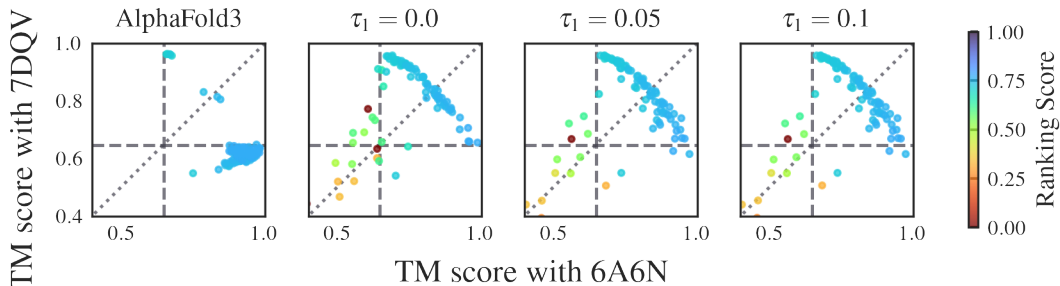 AlphaFold3
τ₁ = 0.0
τ₁ = 0.05
τ₁ = 0.1
TM score with 7DQV
1.0
0.8
0.6
0.4
0.5 1.0
0.5 1.0
0.5 1.0
0.5 1.0
TM score with 6A6N
1.00
0.75
0.50
0.25
0.00
Ranking Score